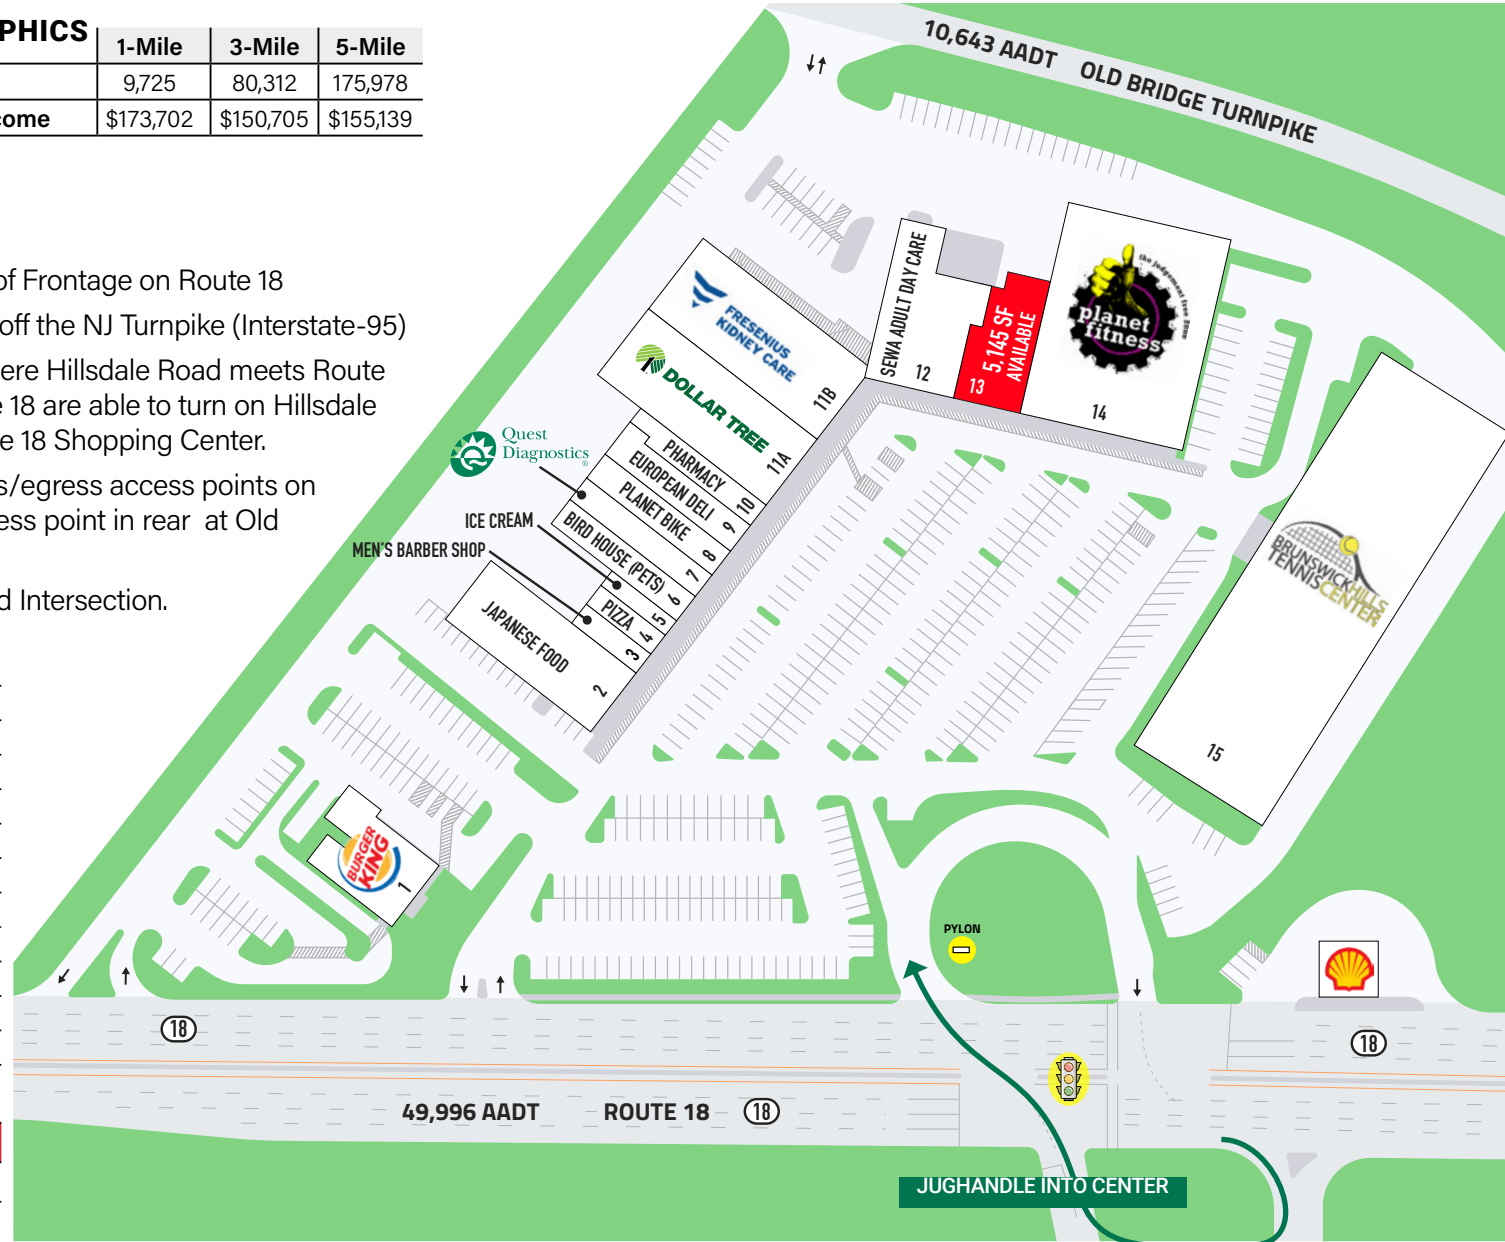 PHICS
1-Mile 3-Mile 5-Mile
9,725 80,312 175,978
come $173,702 $150,705 $155,139
of Frontage on Route 18
off the NJ Turnpike (Interstate-95)
ere Hillsdale Road meets Route
e 18 are able to turn on Hillsdale
e 18 Shopping Center.
s/egress access points on
ess point in rear at Old
d Intersection.
10,643 AADT OLD BRIDGE TURNPIKE
SEWA ADULT DAY CARE
12
13
5,145 SF
AVAILABLE
the judgement free zone
planet
fitness
14
FRESENIUS
KIDNEY CARE
11B
DOLLAR TREE
11A
PHARMACY
10
EUROPEAN DELI
9
PLANET BIKE
8
Quest
Diagnostics
7
BIRD HOUSE (PETS)
6
ICE CREAM
5
PIZZA
4
MEN'S BARBER SHOP
3
JAPANESE FOOD
2
BURGER
KING
1
BRUNSWICK HILLS
TENNISCENTER
15
PYLON
18
18
49,996 AADT ROUTE 18 18
JUGHANDLE INTO CENTER